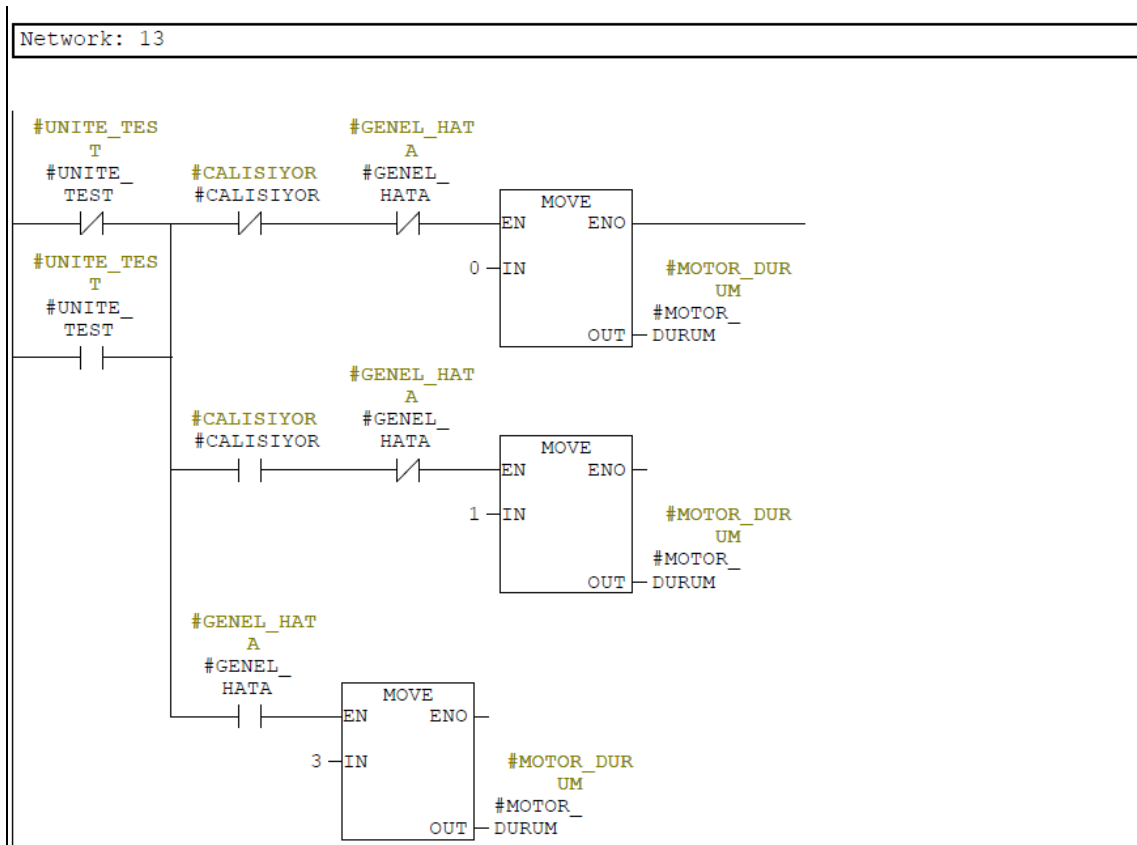 Network: 13
#UNITE_TES
T
#UNITE_
TEST
#CALISIYOR
#CALISIYOR
#GENEL_HAT
A
#GENEL_
HATA
MOVE
EN ENO
0 IN
#MOTOR_DUR
UM
#MOTOR_
OUT DURUM
#UNITE_TES
T
#UNITE_
TEST
#CALISIYOR
#CALISIYOR
#GENEL_HAT
A
#GENEL_
HATA
MOVE
EN ENO
1 IN
#MOTOR_DUR
UM
#MOTOR_
OUT DURUM
#GENEL_HAT
A
#GENEL_
HATA
MOVE
EN ENO
3 IN
#MOTOR_DUR
UM
#MOTOR_
OUT DURUM